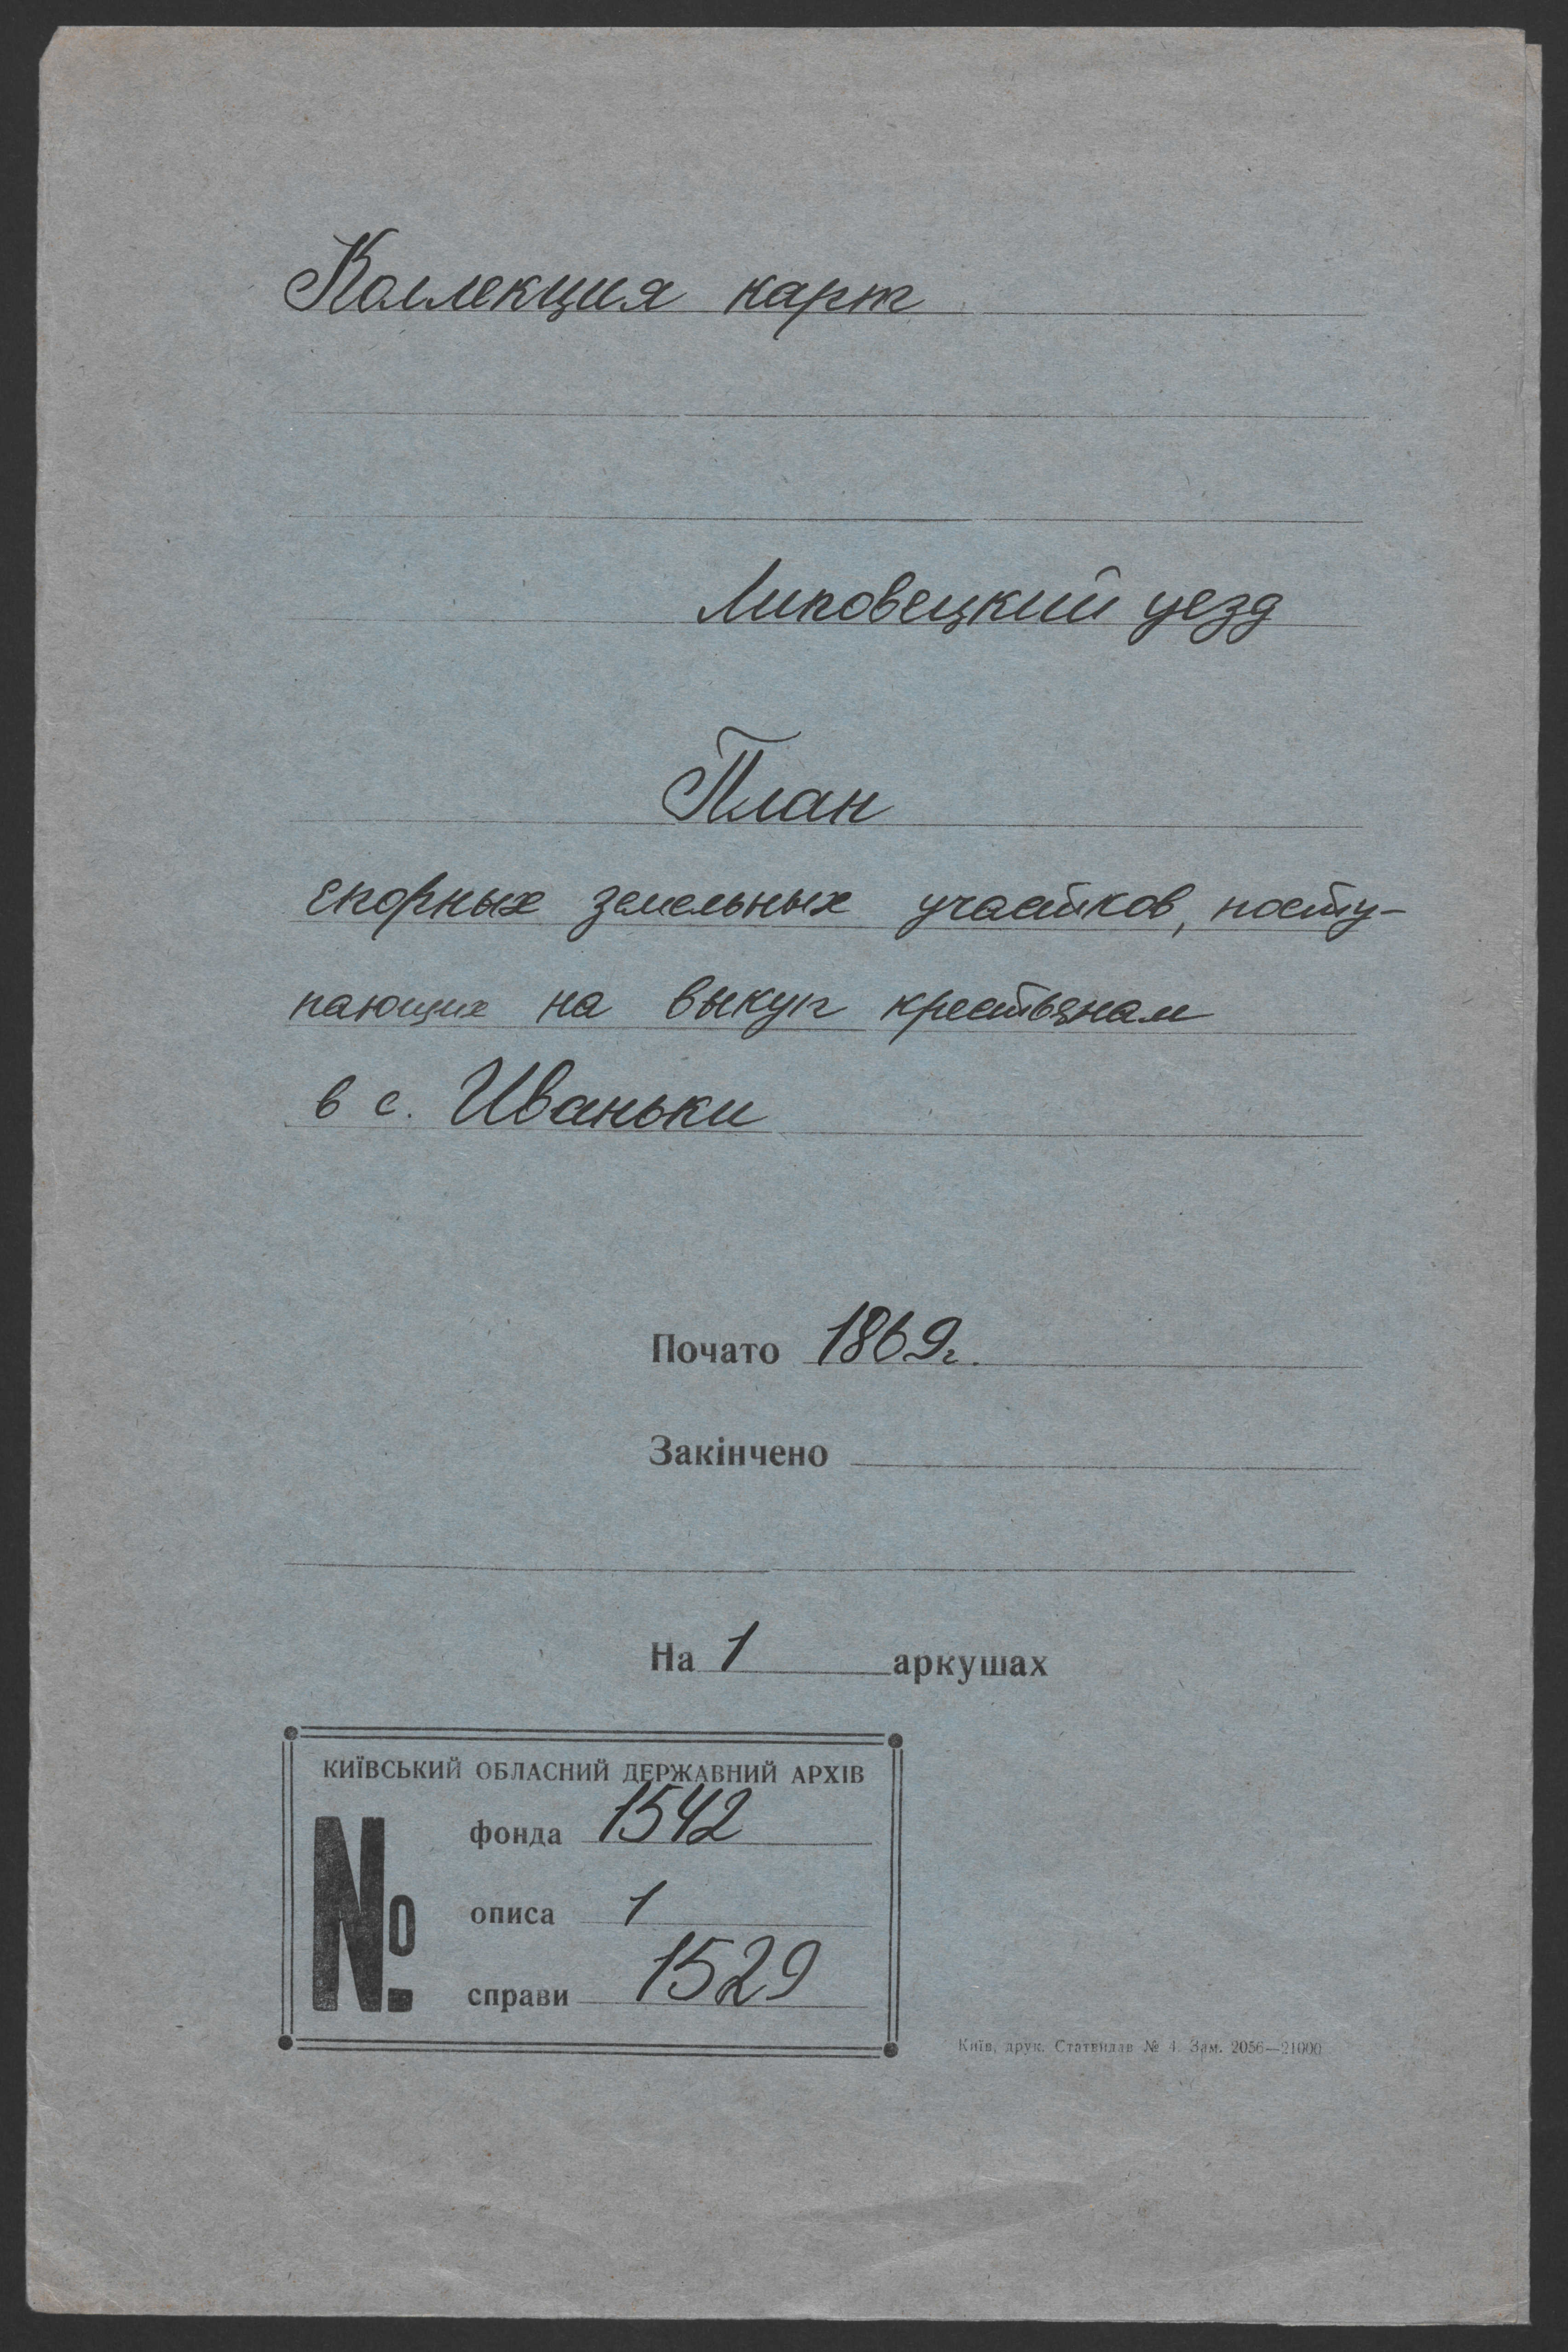 Коллекция карт
Липовецкий уезд
План
спорных земельных участков, посту-
пающих на выкуп крестьянам
в с. Иваньки
Почато 1869г.
Закінчено
На 1 аркушах
КИЇВСЬКИЙ ОБЛАСНИЙ ДЕРЖАВНИЙ АРХІВ
№
фонда 1542
описа 1
справи 1529
Київ, друк. Статвидав № 4. Зам. 2056—21000